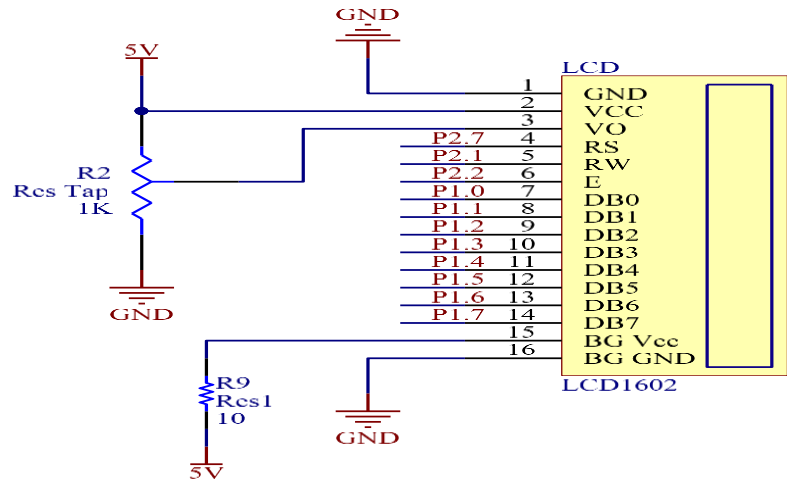 GND
5V
LCD
1 GND
2 VCC
3 VO
P2.7 4 RS
P2.1 5 RW
P2.2 6 E
P1.0 7 DB0
P1.1 8 DB1
P1.2 9 DB2
P1.3 10 DB3
P1.4 11 DB4
P1.5 12 DB5
P1.6 13 DB6
P1.7 14 DB7
15 BG Vcc
16 BG GND
LCD1602
R2
Res Tap
1K
GND
R9
Res1
10
5V
GND